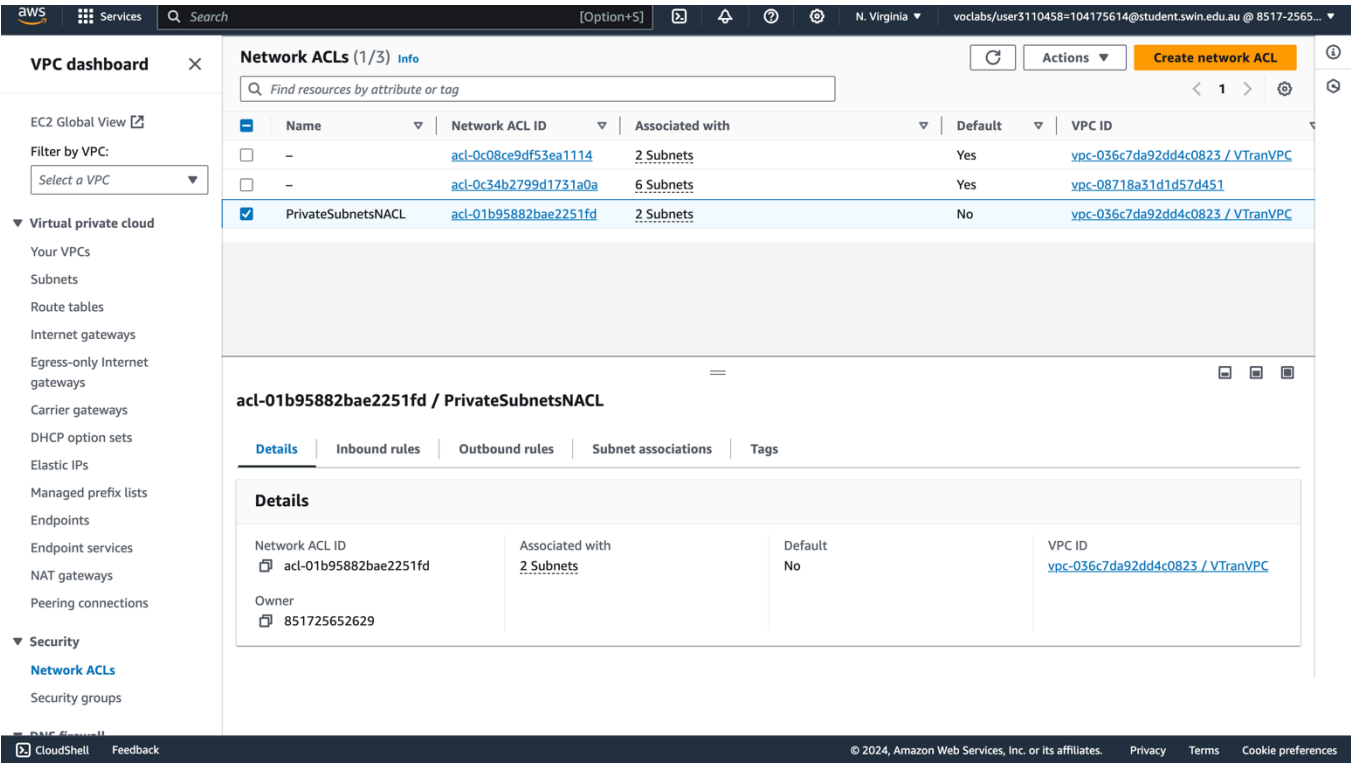 aws Services Search [Option+S] N. Virginia ▼ voclabs/user3110458=104175614@student.swin.edu.au @ 8517-2565... ▼
VPC dashboard
EC2 Global View
Filter by VPC:
Select a VPC
Virtual private cloud
Your VPCs
Subnets
Route tables
Internet gateways
Egress-only Internet
gateways
Carrier gateways
DHCP option sets
Elastic IPs
Managed prefix lists
Endpoints
Endpoint services
NAT gateways
Peering connections
Security
Network ACLs
Security groups
DNS firewall
Network ACLs (1/3) Info
Actions ▼ Create network ACL
Find resources by attribute or tag
1
Name Network ACL ID Associated with Default VPC ID
– acl-0c08ce9df53ea1114 2 Subnets Yes vpc-036c7da92dd4c0823 / VTranVPC
– acl-0c34b2799d1731a0a 6 Subnets Yes vpc-08718a31d1d57d451
PrivateSubnetsNACL acl-01b95882bae2251fd 2 Subnets No vpc-036c7da92dd4c0823 / VTranVPC
acl-01b95882bae2251fd / PrivateSubnetsNACL
Details Inbound rules Outbound rules Subnet associations Tags
Details
Network ACL ID Associated with Default VPC ID
acl-01b95882bae2251fd 2 Subnets No vpc-036c7da92dd4c0823 / VTranVPC
Owner
851725652629
CloudShell Feedback © 2024, Amazon Web Services, Inc. or its affiliates. Privacy Terms Cookie preferences